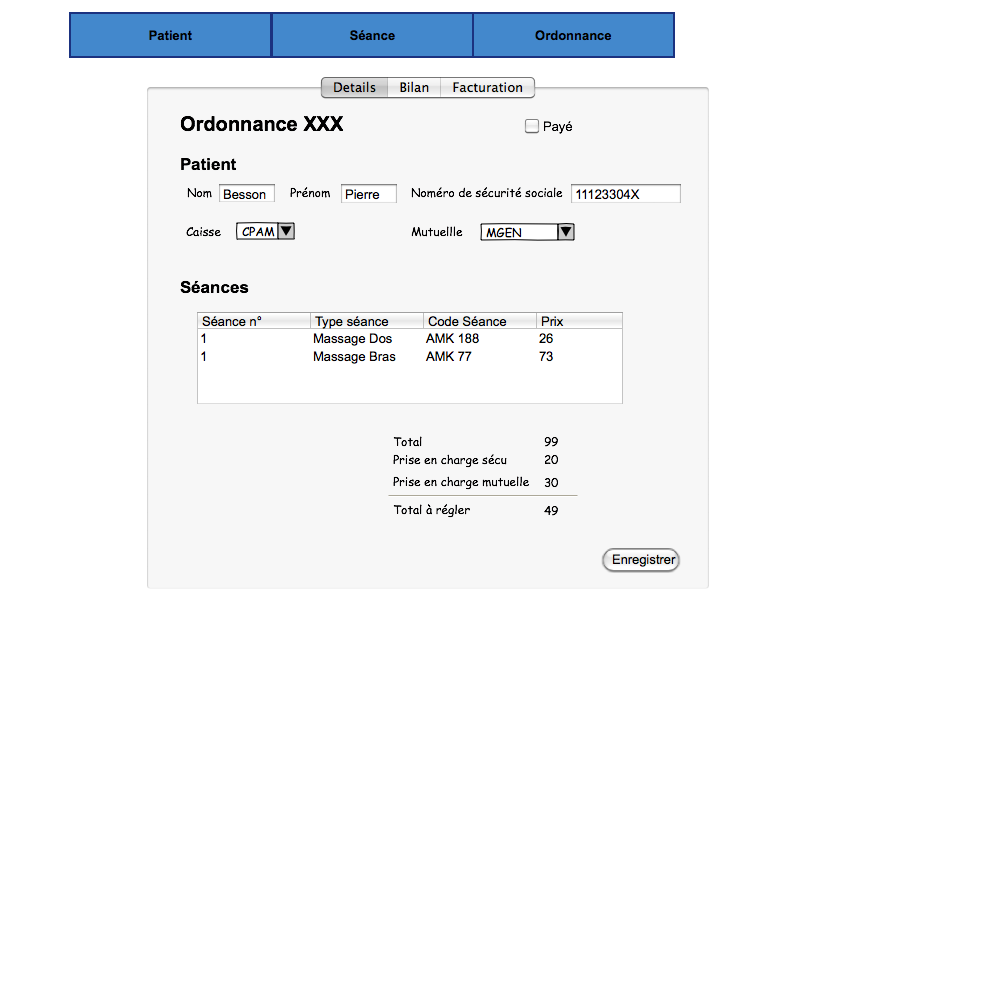 Patient Séance Ordonnance
Details Bilan Facturation
Ordonnance XXX Payé
Patient
Nom Besson Prénom Pierre Noméro de sécurité sociale 11123304X
Caisse CPAM Mutuellle MGEN
Séances
Séance n° Type séance Code Séance Prix
1 Massage Dos AMK 188 26
1 Massage Bras AMK 77 73
Total 99
Prise en charge sécu 20
Prise en charge mutuelle 30
Total à régler 49
Enregistrer